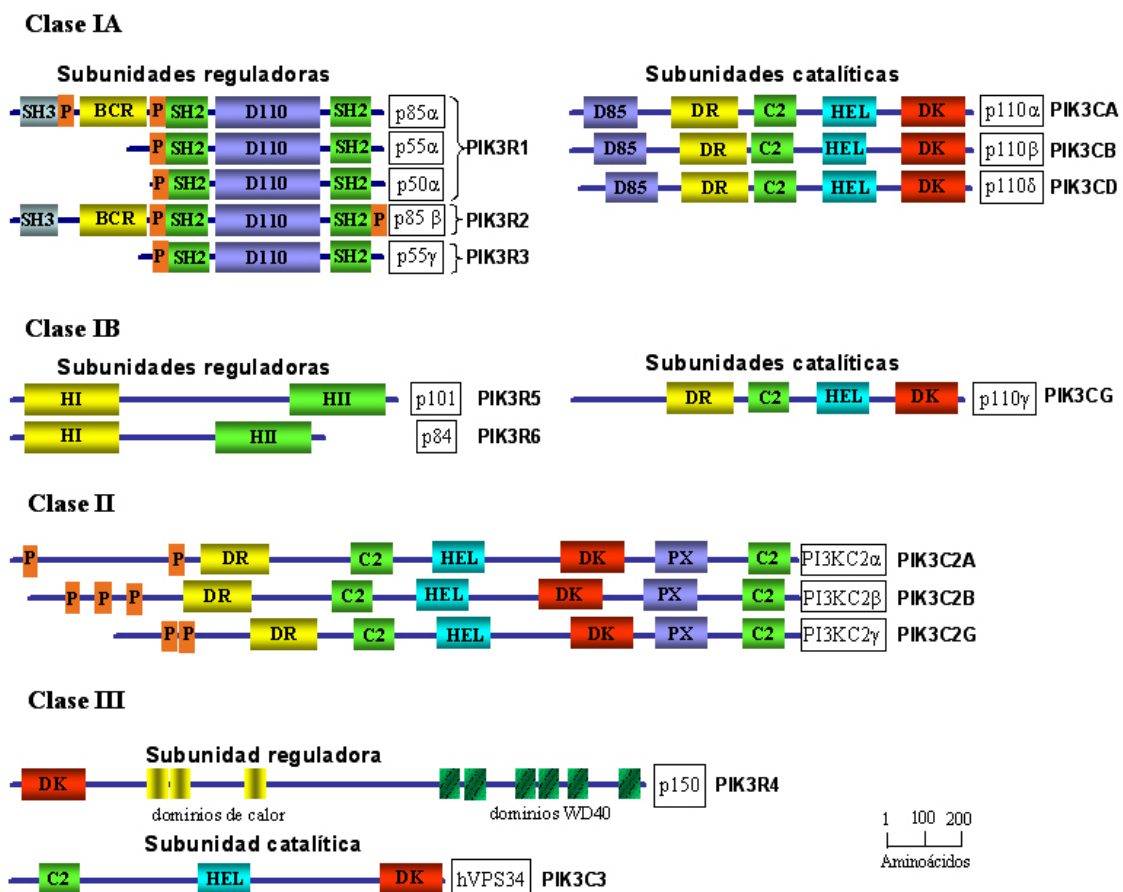 Clase IA
Subunidades reguladoras
SH3 P BCR P SH2 D110 SH2 p85α
P SH2 D110 SH2 p55α PIK3R1
P SH2 D110 SH2 p50α
SH3 BCR P SH2 D110 SH2 P p85 β PIK3R2
P SH2 D110 SH2 p55γ PIK3R3
Subunidades catalíticas
D85 DR C2 HEL DK p110α PIK3CA
D85 DR C2 HEL DK p110β PIK3CB
D85 DR C2 HEL DK p110δ PIK3CD
Clase IB
Subunidades reguladoras
HI HII p101 PIK3R5
HI HII p84 PIK3R6
Subunidades catalíticas
DR C2 HEL DK p110γ PIK3CG
Clase II
P P DR C2 HEL DK PX C2 PI3KC2α PIK3C2A
P P P DR C2 HEL DK PX C2 PI3KC2β PIK3C2B
P P DR C2 HEL DK PX C2 PI3KC2γ PIK3C2G
Clase III
Subunidad reguladora
DK p150 PIK3R4
dominios de calor dominios WD40
Subunidad catalítica
C2 HEL DK hVPS34 PIK3C3
1 100 200
Aminoácidos